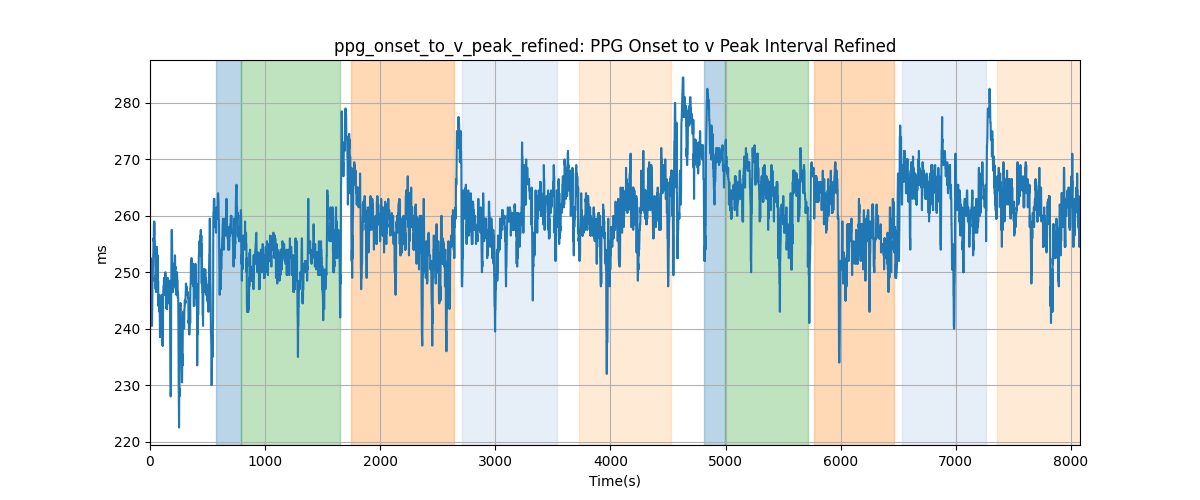 ppg_onset_to_v_peak_refined: PPG Onset to v Peak Interval Refined
280
270
260
250
240
230
220
ms
0 1000 2000 3000 4000 5000 6000 7000 8000
Time(s)